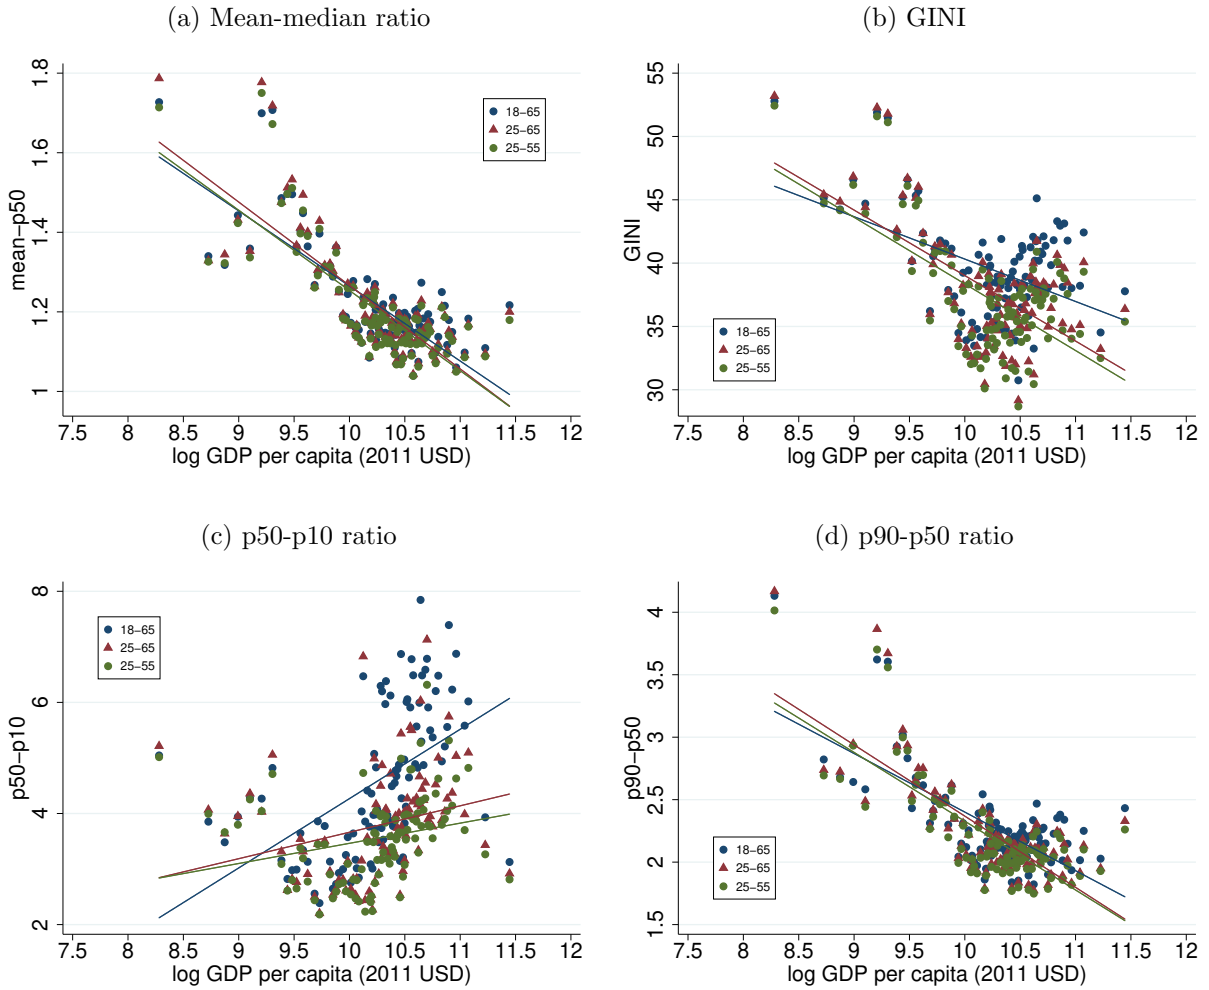 (a) Mean-median ratio
mean−p50
1.8
1.6
1.4
1.2
1
18−65
25−65
25−55
7.5 8 8.5 9 9.5 10 10.5 11 11.5 12
log GDP per capita (2011 USD)
(b) GINI
GINI
55
50
45
40
35
30
18−65
25−65
25−55
7.5 8 8.5 9 9.5 10 10.5 11 11.5 12
log GDP per capita (2011 USD)
(c) p50-p10 ratio
p50−p10
8
6
4
2
18−65
25−65
25−55
7.5 8 8.5 9 9.5 10 10.5 11 11.5 12
log GDP per capita (2011 USD)
(d) p90-p50 ratio
p90−p50
4
3.5
3
2.5
2
1.5
18−65
25−65
25−55
7.5 8 8.5 9 9.5 10 10.5 11 11.5 12
log GDP per capita (2011 USD)